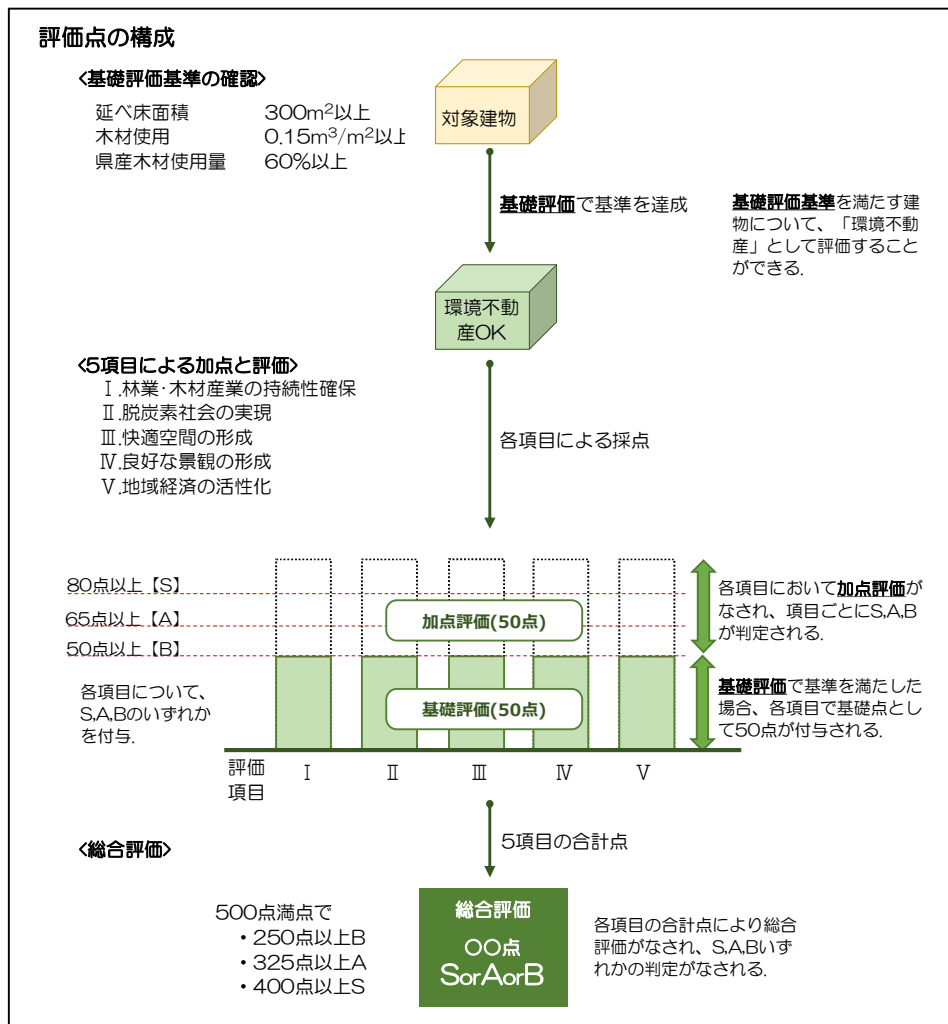 評価点の構成
<基礎評価基準の確認>
延べ床面積 300m²以上
木材使用 0.15m³/m²以上
県産木材使用量 60%以上
対象建物
基礎評価で基準を達成
基礎評価基準を満たす建
物について、「環境不動
産」として評価すること
ができる.
環境不動
産OK
<5項目による加点と評価>
Ⅰ.林業・木材産業の持続性確保
Ⅱ.脱炭素社会の実現
Ⅲ.快適空間の形成
Ⅳ.良好な景観の形成
Ⅴ.地域経済の活性化
各項目による採点
80点以上【S】
65点以上【A】
50点以上【B】
加点評価(50点)
各項目において加点評価が
なされ、項目ごとにS,A,B
が判定される.
各項目について、
S,A,Bのいずれか
を付与.
基礎評価(50点)
基礎評価で基準を満たした
場合、各項目で基礎点とし
て50点が付与される.
評価
項目
Ⅰ Ⅱ Ⅲ Ⅳ Ⅴ
5項目の合計点
<総合評価>
500点満点で
・250点以上B
・325点以上A
・400点以上S
総合評価
〇〇点
SorAorB
各項目の合計点により総合
評価がなされ、S,A,Bいず
れかの判定がなされる.